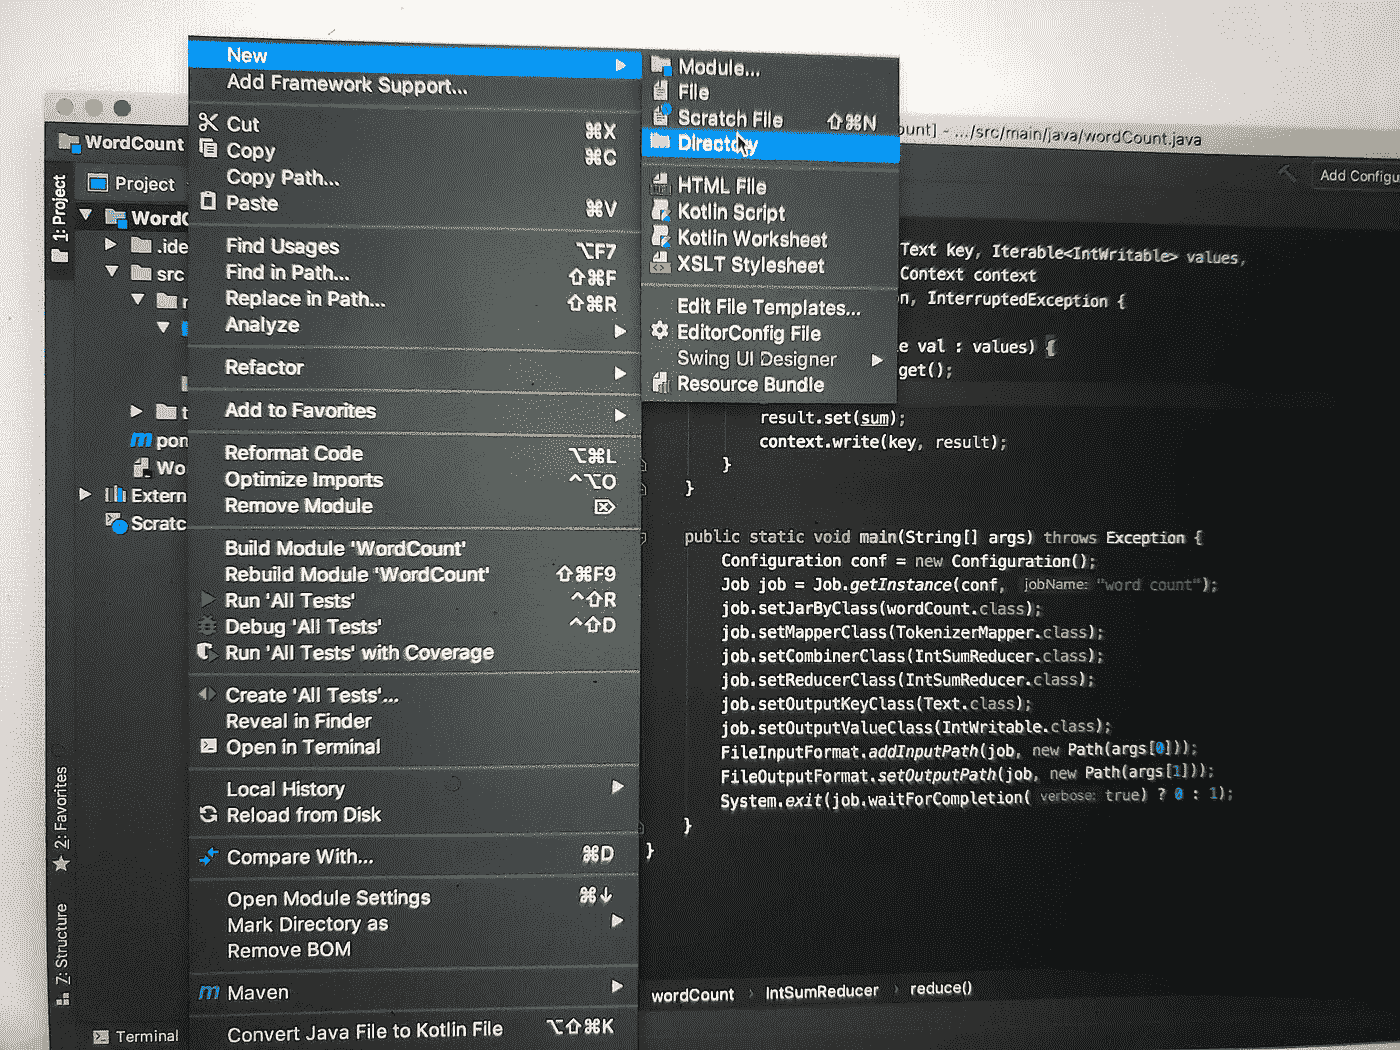 New
Add Framework Support...
Cut ⌘X
Copy ⌘C
Copy Path...
Paste ⌘V
Find Usages ⌥F7
Find in Path... ⇧⌘F
Replace in Path... ⇧⌘R
Analyze
Refactor
Add to Favorites
Reformat Code ⌥⌘L
Optimize Imports ^⌥O
Remove Module ⌦
Build Module 'WordCount'
Rebuild Module 'WordCount' ⇧⌘F9
Run 'All Tests' ^⇧R
Debug 'All Tests' ^⇧D
Run 'All Tests' with Coverage
Create 'All Tests'...
Reveal in Finder
Open in Terminal
Local History
Reload from Disk
Compare With... ⌘D
Open Module Settings ⌘↓
Mark Directory as
Remove BOM
Maven
Convert Java File to Kotlin File ⌥⇧⌘K
Module...
File
Scratch File ⇧⌘N
Directory
HTML File
Kotlin Script
Kotlin Worksheet
XSLT Stylesheet
Edit File Templates...
EditorConfig File
Swing UI Designer
Resource Bundle
ount] - .../src/main/java/wordCount.java
Add Configu
WordCount
Project
1: Project
WordC
.ide
src
t
pon
Wo
Extern
Scratc
2: Favorites
7: Structure
Terminal
Text key, Iterable<IntWritable> values,
Context context
n, InterruptedException {
e val : values) {
get();
result.set(sum);
context.write(key, result);
}
}
public static void main(String[] args) throws Exception {
Configuration conf = new Configuration();
Job job = Job.getInstance(conf, jobName: "word count");
job.setJarByClass(wordCount.class);
job.setMapperClass(TokenizerMapper.class);
job.setCombinerClass(IntSumReducer.class);
job.setReducerClass(IntSumReducer.class);
job.setOutputKeyClass(Text.class);
job.setOutputValueClass(IntWritable.class);
FileInputFormat.addInputPath(job, new Path(args[0]));
FileOutputFormat.setOutputPath(job, new Path(args[1]));
System.exit(job.waitForCompletion( verbose: true) ? 0 : 1);
}
}
wordCount › IntSumReducer › reduce()